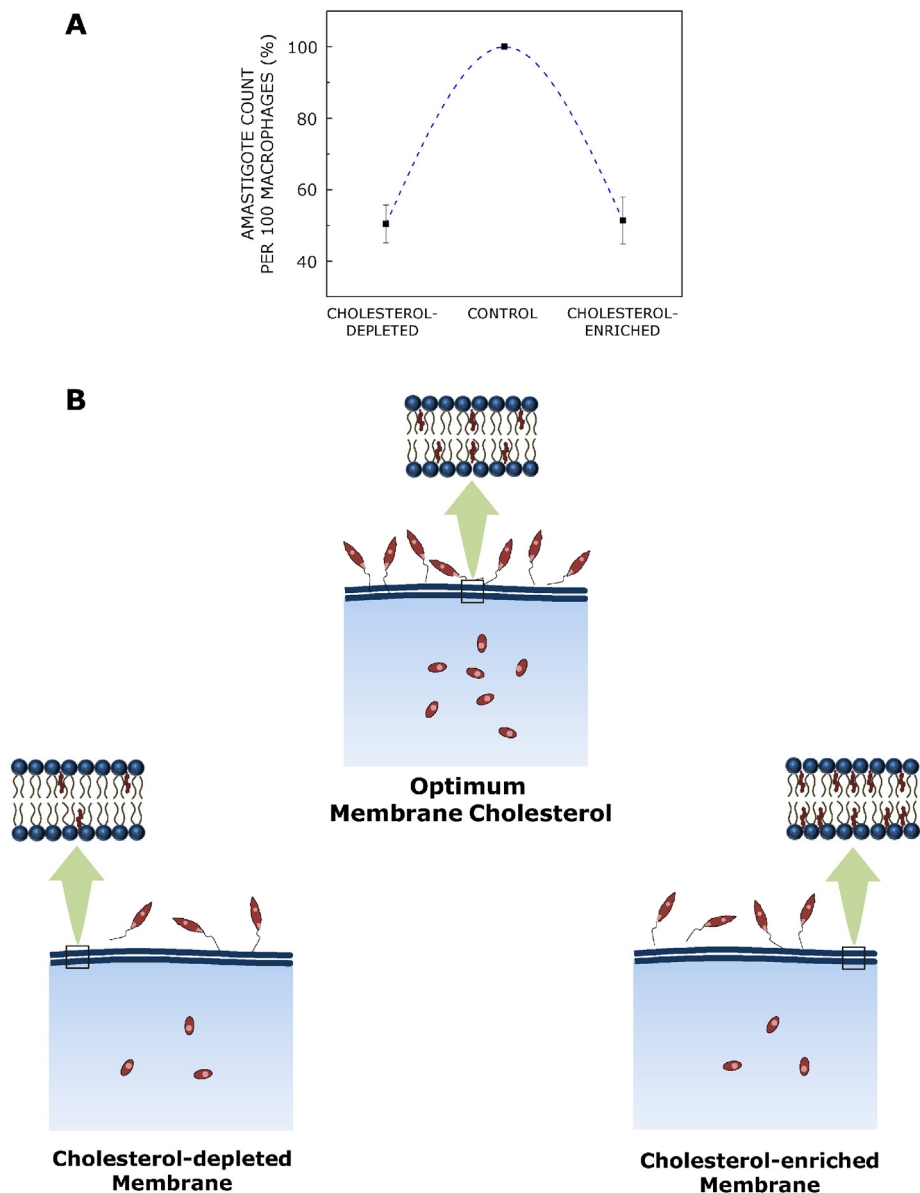 A
AMASTIGOTE COUNT
PER 100 MACROPHAGES (%)
100
80
60
40
CHOLESTEROL-
DEPLETED
CONTROL
CHOLESTEROL-
ENRICHED
B
Optimum
Membrane Cholesterol
Cholesterol-depleted
Membrane
Cholesterol-enriched
Membrane